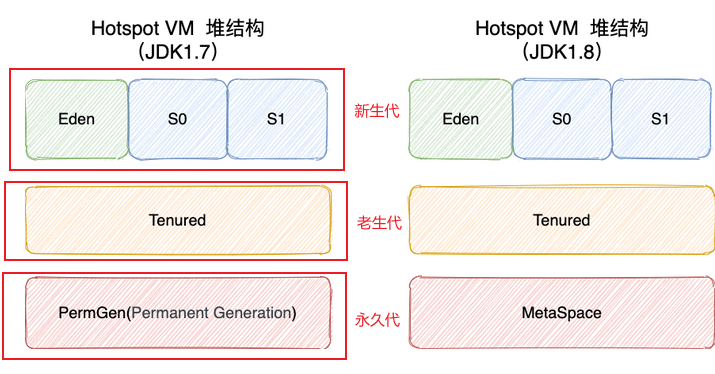 Hotspot VM 堆结构
（JDK1.7）
Hotspot VM 堆结构
（JDK1.8）
Eden
S0
S1
新生代
Eden
S0
S1
Tenured
老生代
Tenured
PermGen(Permanent Generation)
永久代
MetaSpace